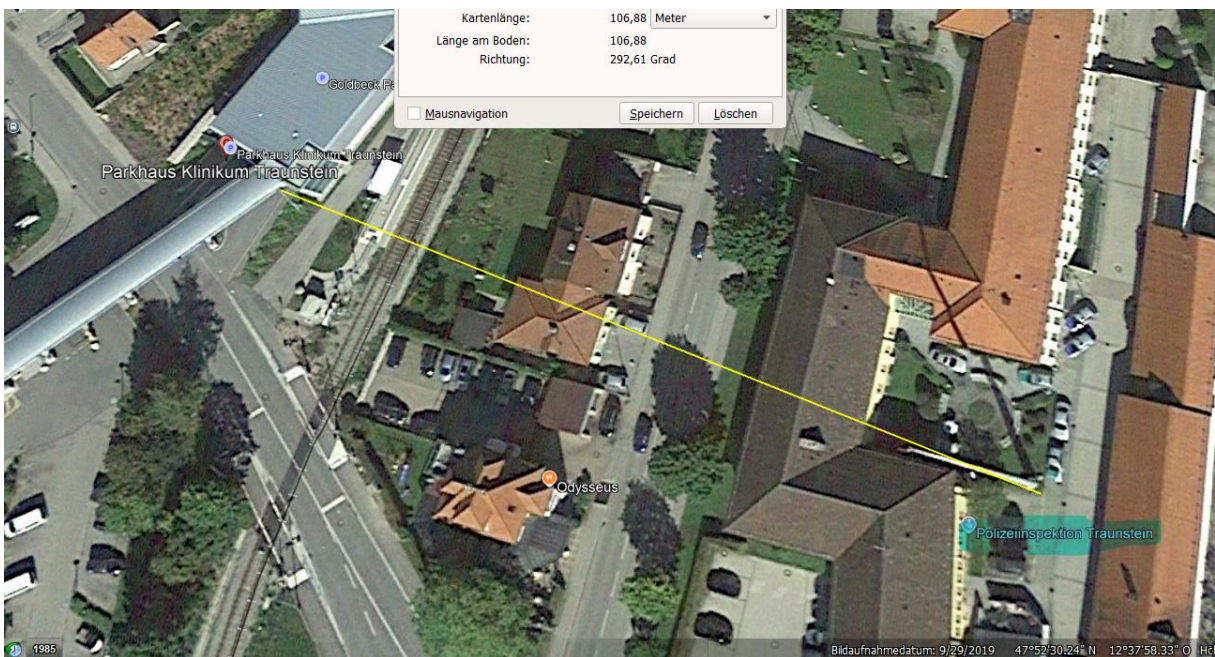 Kartenlänge: 106,88 Meter
Länge am Boden: 106,88
Richtung: 292,61 Grad
Mausnavigation Speichern Löschen
Goldbeck
Parkhaus Klinikum Traunstein
Parkhaus Klinikum Traunstein
Odysseus
Polizeiinspektion Traunstein
1985
Bildaufnahmedatum: 9/29/2019 47°52'30.24" N 12°37'58.33" O